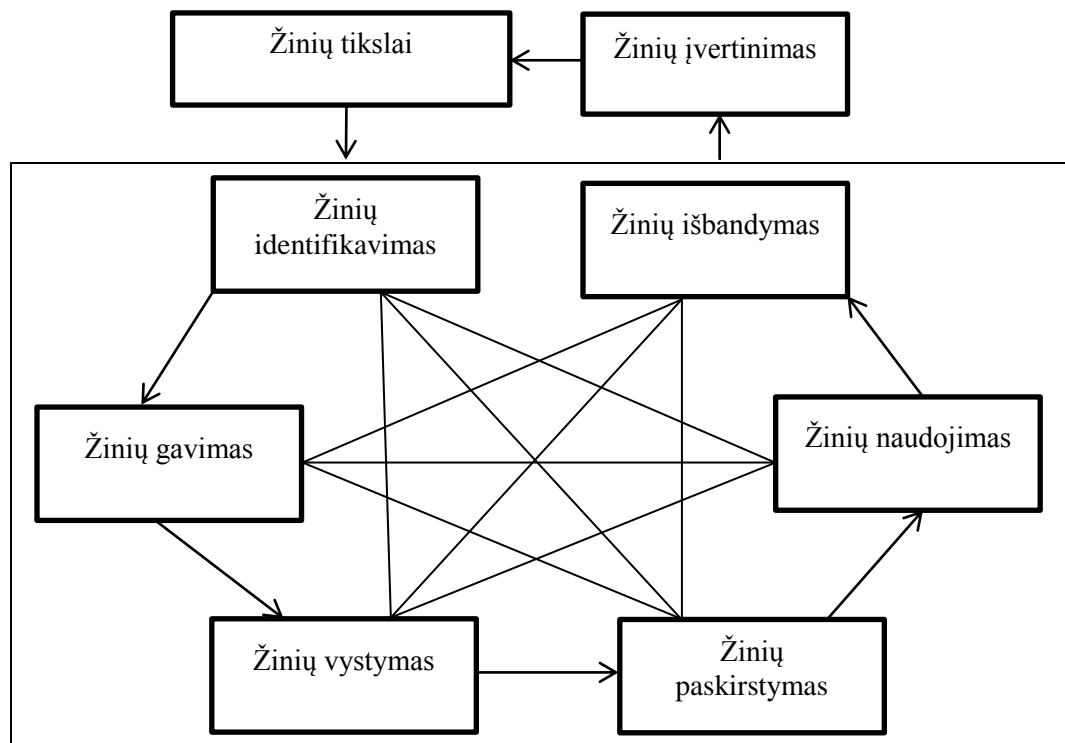 Žinių tikslai
Žinių įvertinimas
Žinių
identifikavimas
Žinių išbandymas
Žinių gavimas
Žinių naudojimas
Žinių vystymas
Žinių
paskirstymas